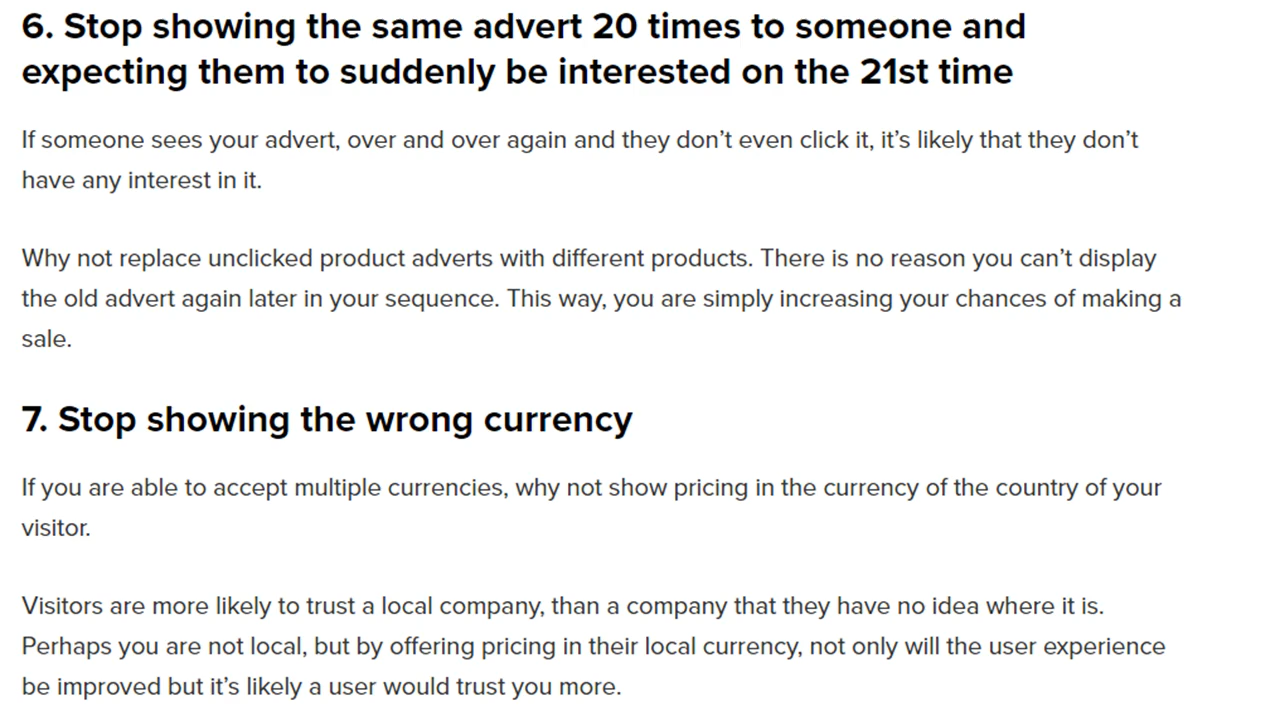 6. Stop showing the same advert 20 times to someone and
expecting them to suddenly be interested on the 21st time
If someone sees your advert, over and over again and they don’t even click it, it’s likely that they don’t
have any interest in it.
Why not replace unclicked product adverts with different products. There is no reason you can’t display
the old advert again later in your sequence. This way, you are simply increasing your chances of making a
sale.
7. Stop showing the wrong currency
If you are able to accept multiple currencies, why not show pricing in the currency of the country of your
visitor.
Visitors are more likely to trust a local company, than a company that they have no idea where it is.
Perhaps you are not local, but by offering pricing in their local currency, not only will the user experience
be improved but it’s likely a user would trust you more.